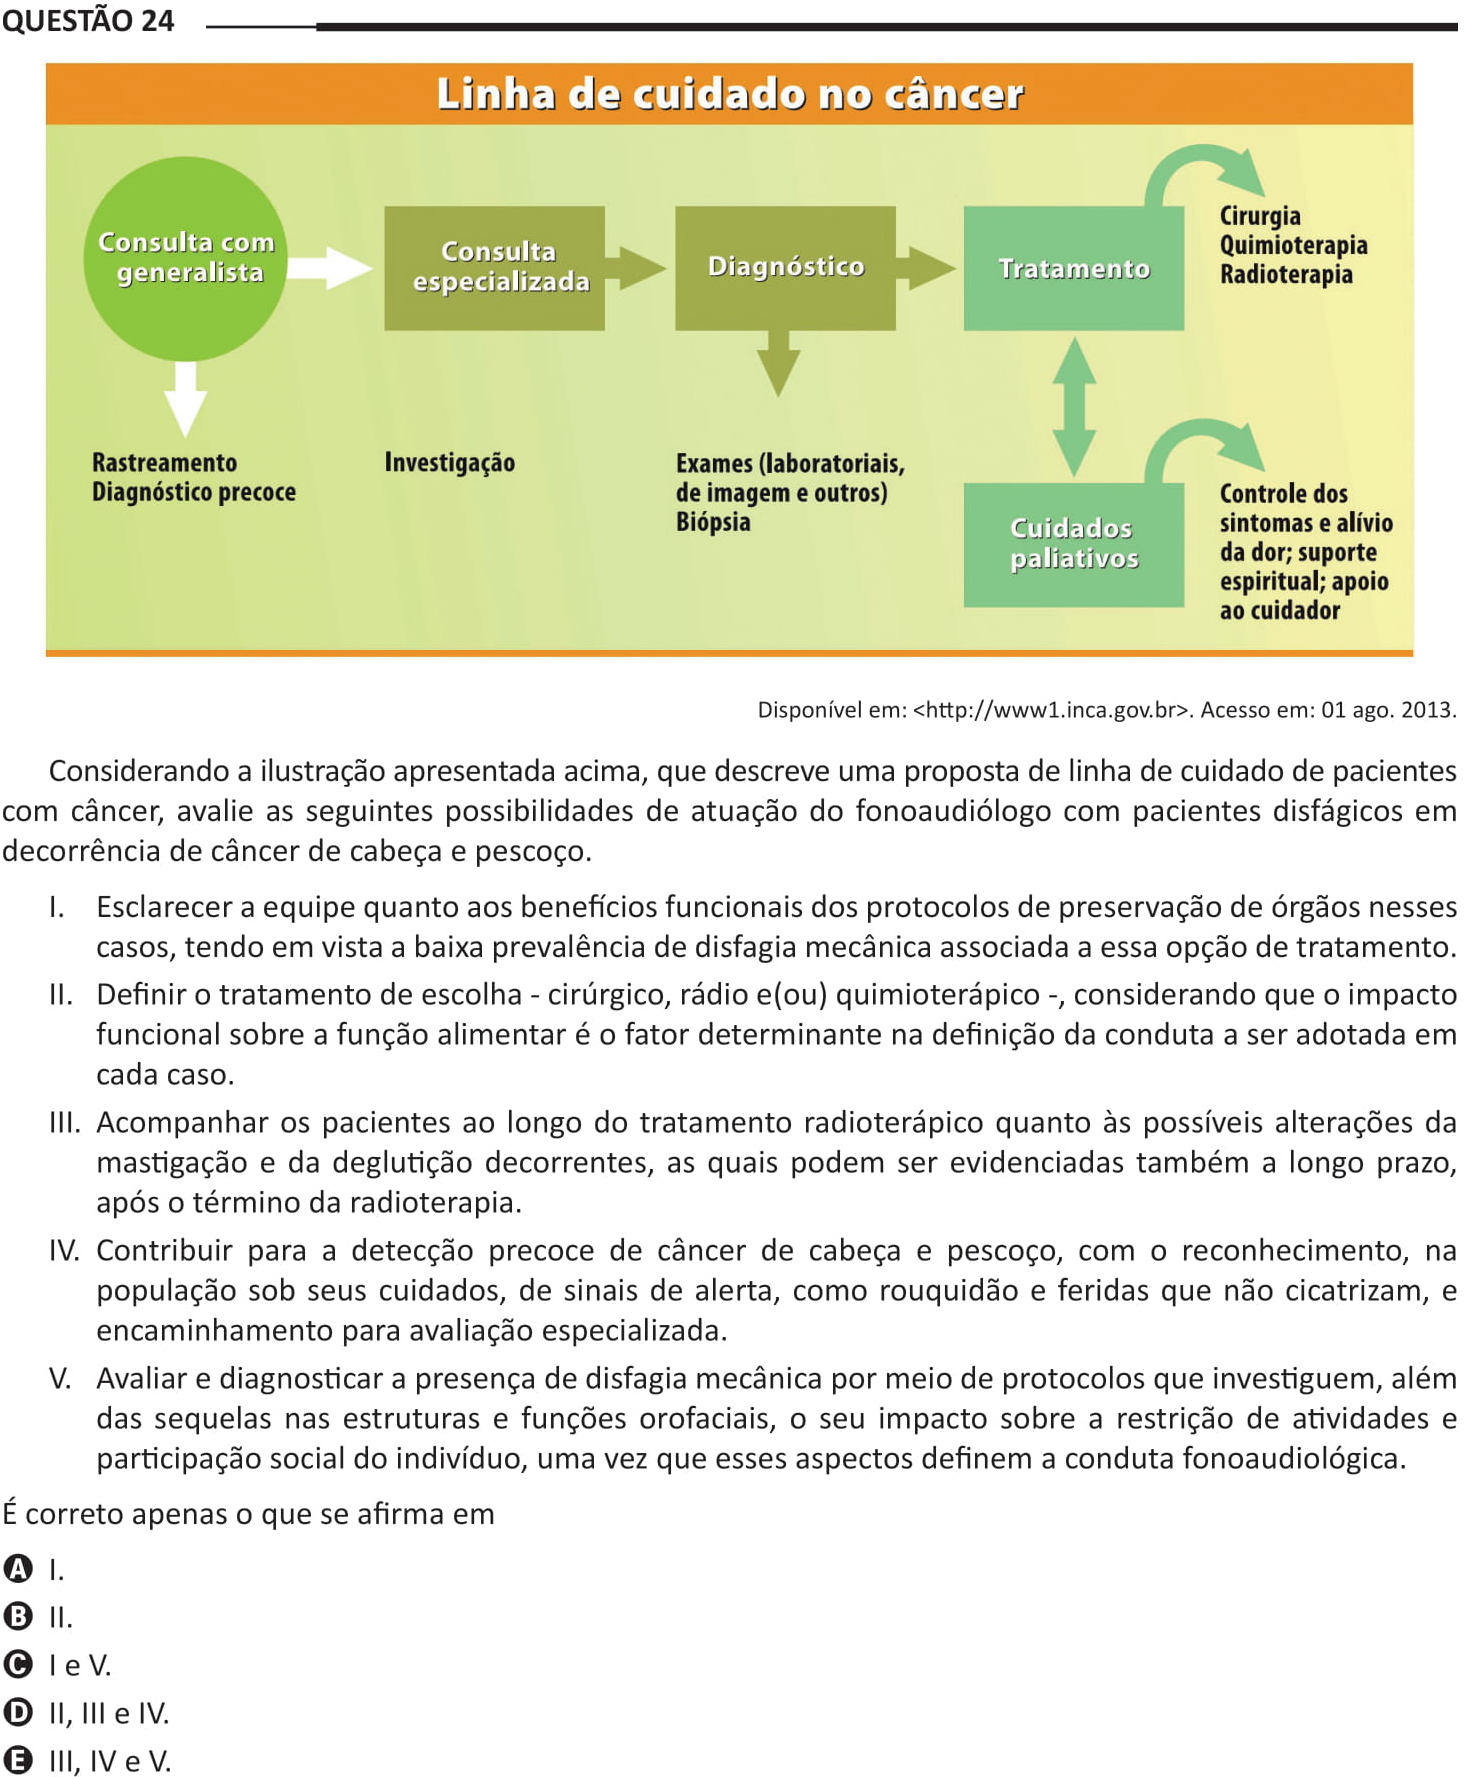 QUESTÃO 24
Linha de cuidado no câncer
Consulta com
generalista
Consulta
especializada
Diagnóstico
Tratamento
Cirurgia
Quimioterapia
Radioterapia
Rastreamento
Diagnóstico precoce
Investigação
Exames (laboratoriais,
de imagem e outros)
Biópsia
Cuidados
paliativos
Controle dos
sintomas e alívio
da dor; suporte
espiritual; apoio
ao cuidador
Disponível em: <http://www1.inca.gov.br>. Acesso em: 01 ago. 2013.
Considerando a ilustração apresentada acima, que descreve uma proposta de linha de cuidado de pacientes
com câncer, avalie as seguintes possibilidades de atuação do fonoaudiólogo com pacientes disfágicos em
decorrência de câncer de cabeça e pescoço.
I. Esclarecer a equipe quanto aos benefícios funcionais dos protocolos de preservação de órgãos nesses
casos, tendo em vista a baixa prevalência de disfagia mecânica associada a essa opção de tratamento.
II. Definir o tratamento de escolha - cirúrgico, rádio e(ou) quimioterápico -, considerando que o impacto
funcional sobre a função alimentar é o fator determinante na definição da conduta a ser adotada em
cada caso.
III. Acompanhar os pacientes ao longo do tratamento radioterápico quanto às possíveis alterações da
mastigação e da deglutição decorrentes, as quais podem ser evidenciadas também a longo prazo,
após o término da radioterapia.
IV. Contribuir para a detecção precoce de câncer de cabeça e pescoço, com o reconhecimento, na
população sob seus cuidados, de sinais de alerta, como rouquidão e feridas que não cicatrizam, e
encaminhamento para avaliação especializada.
V. Avaliar e diagnosticar a presença de disfagia mecânica por meio de protocolos que investiguem, além
das sequelas nas estruturas e funções orofaciais, o seu impacto sobre a restrição de atividades e
participação social do indivíduo, uma vez que esses aspectos definem a conduta fonoaudiológica.
É correto apenas o que se afirma em
A I.
B II.
C I e V.
D II, III e IV.
E III, IV e V.